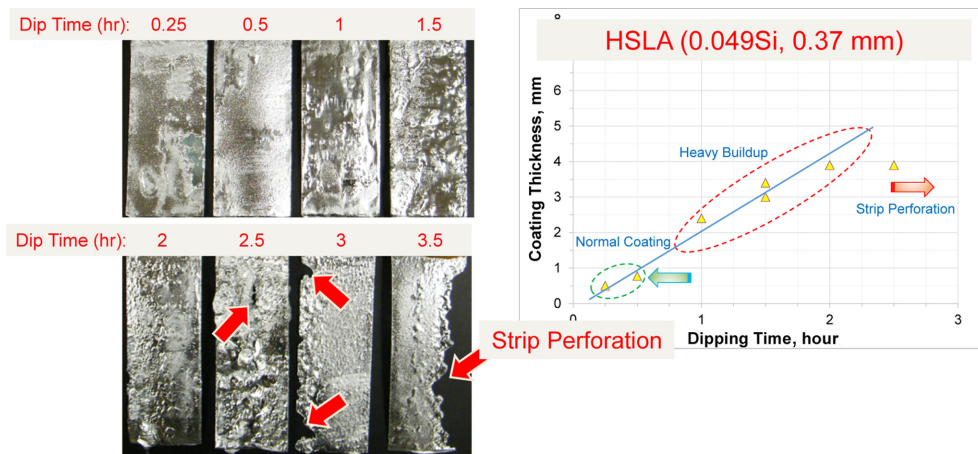 Dip Time (hr): 0.25 0.5 1 1.5
Dip Time (hr): 2 2.5 3 3.5
Strip Perforation
HSLA (0.049Si, 0.37 mm)
Coating Thickness, mm
8
6
5
4
3
2
1
0
Heavy Buildup
Normal Coating
Strip Perforation
0 1 2 3
Dipping Time, hour